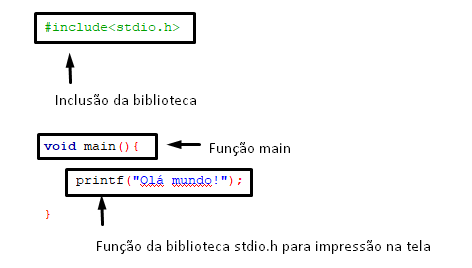 #include<stdio.h>
Inclusão da biblioteca
void main(){
Função main
printf("Olá mundo!");
}
Função da biblioteca stdio.h para impressão na tela